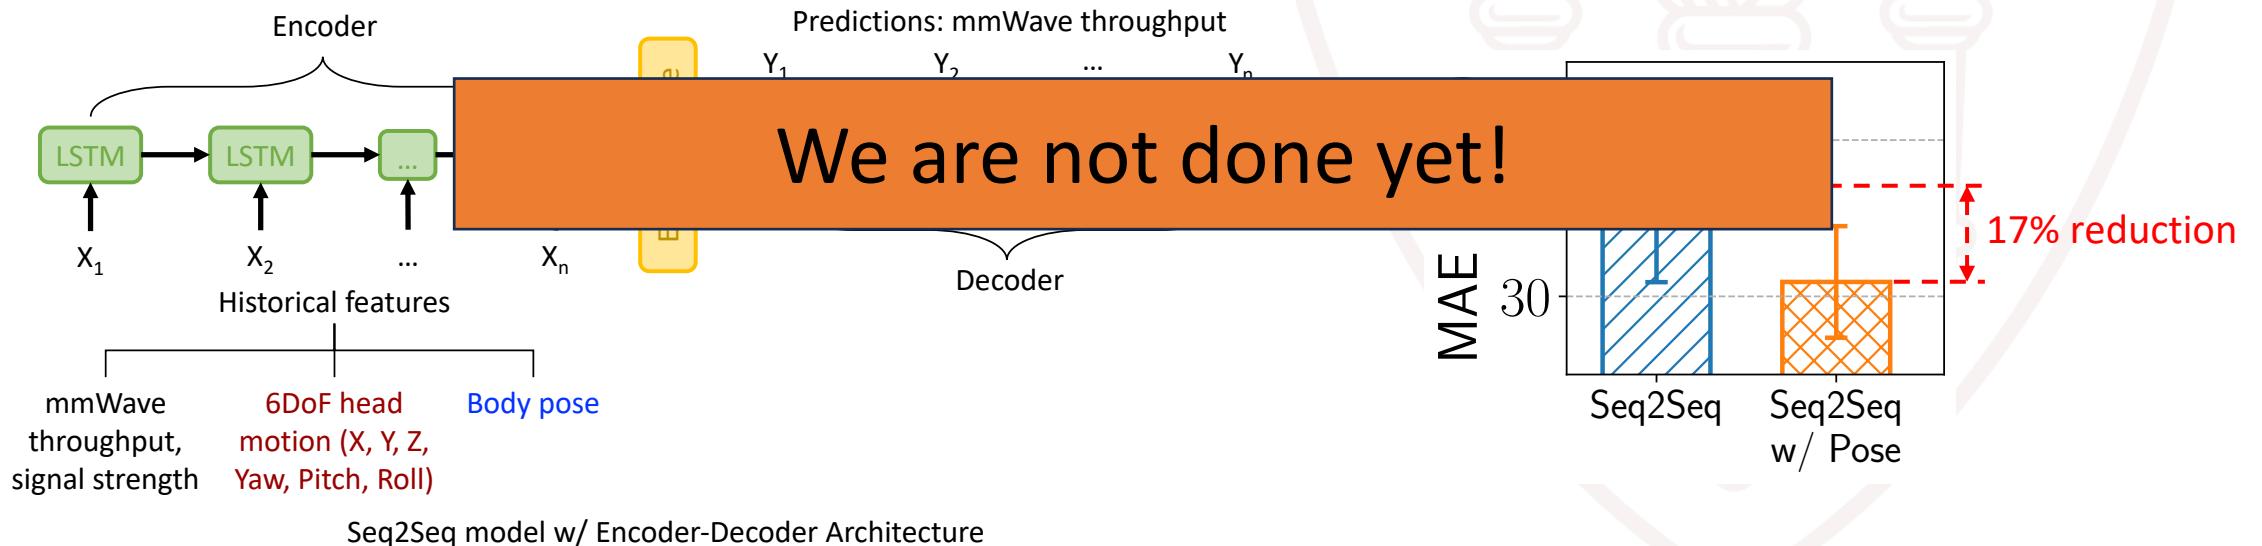 Encoder
Predictions: mmWave throughput
Y1 Y2 ... Yn
LSTM LSTM ...
We are not done yet!
X1 X2 ... Xn
Decoder
Historical features
mmWave
throughput,
signal strength
6DoF head
motion (X, Y, Z,
Yaw, Pitch, Roll)
Body pose
Seq2Seq model w/ Encoder-Decoder Architecture
MAE
30
17% reduction
Seq2Seq
Seq2Seq
w/ Pose